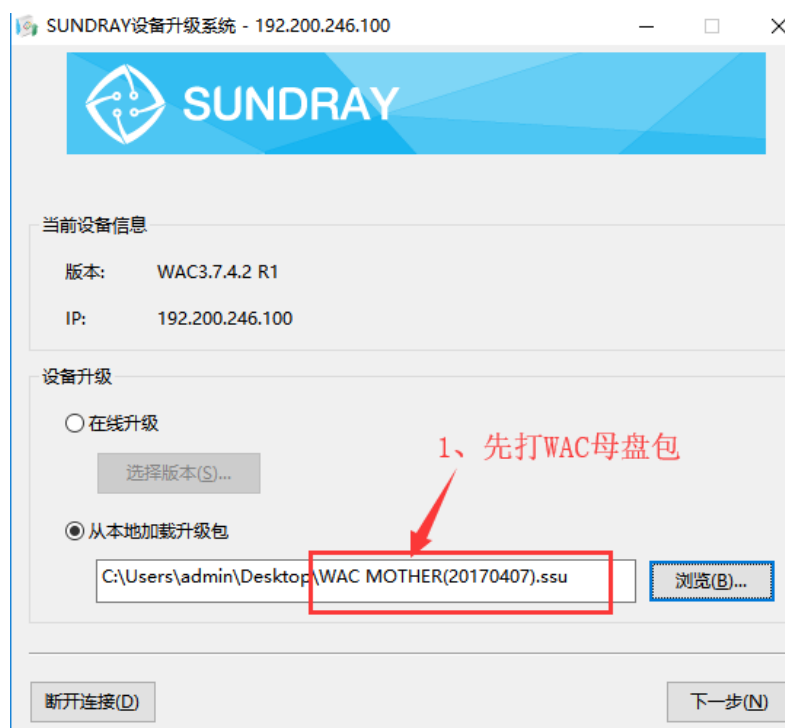 SUNDRAY设备升级系统 - 192.200.246.100
SUNDRAY
当前设备信息
版本: WAC3.7.4.2 R1
IP: 192.200.246.100
设备升级
在线升级
选择版本(S)...
1、先打WAC母盘包
从本地加载升级包
C:\Users\admin\Desktop\WAC MOTHER(20170407).ssu
浏览(B)...
断开连接(D)
下一步(N)